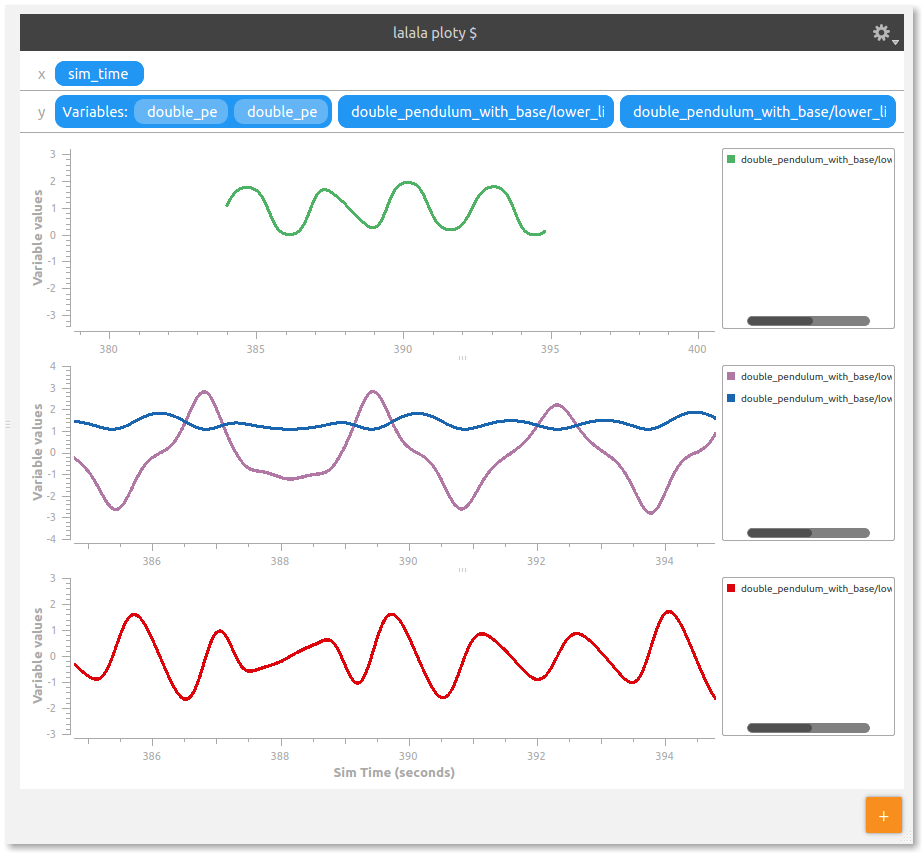 lalala ploty $
x sim_time
y Variables: double_pe double_pe double_pendulum_with_base/lower_li double_pendulum_with_base/lower_li
3
2
1
0
-1
-2
-3
Variable values
380 385 390 395 400
double_pendulum_with_base/low
4
3
2
1
0
-1
-2
-3
-4
Variable values
386 388 390 392 394
double_pendulum_with_base/low
double_pendulum_with_base/low
3
2
1
0
-1
-2
-3
Variable values
386 388 390 392 394
Sim Time (seconds)
double_pendulum_with_base/low
+